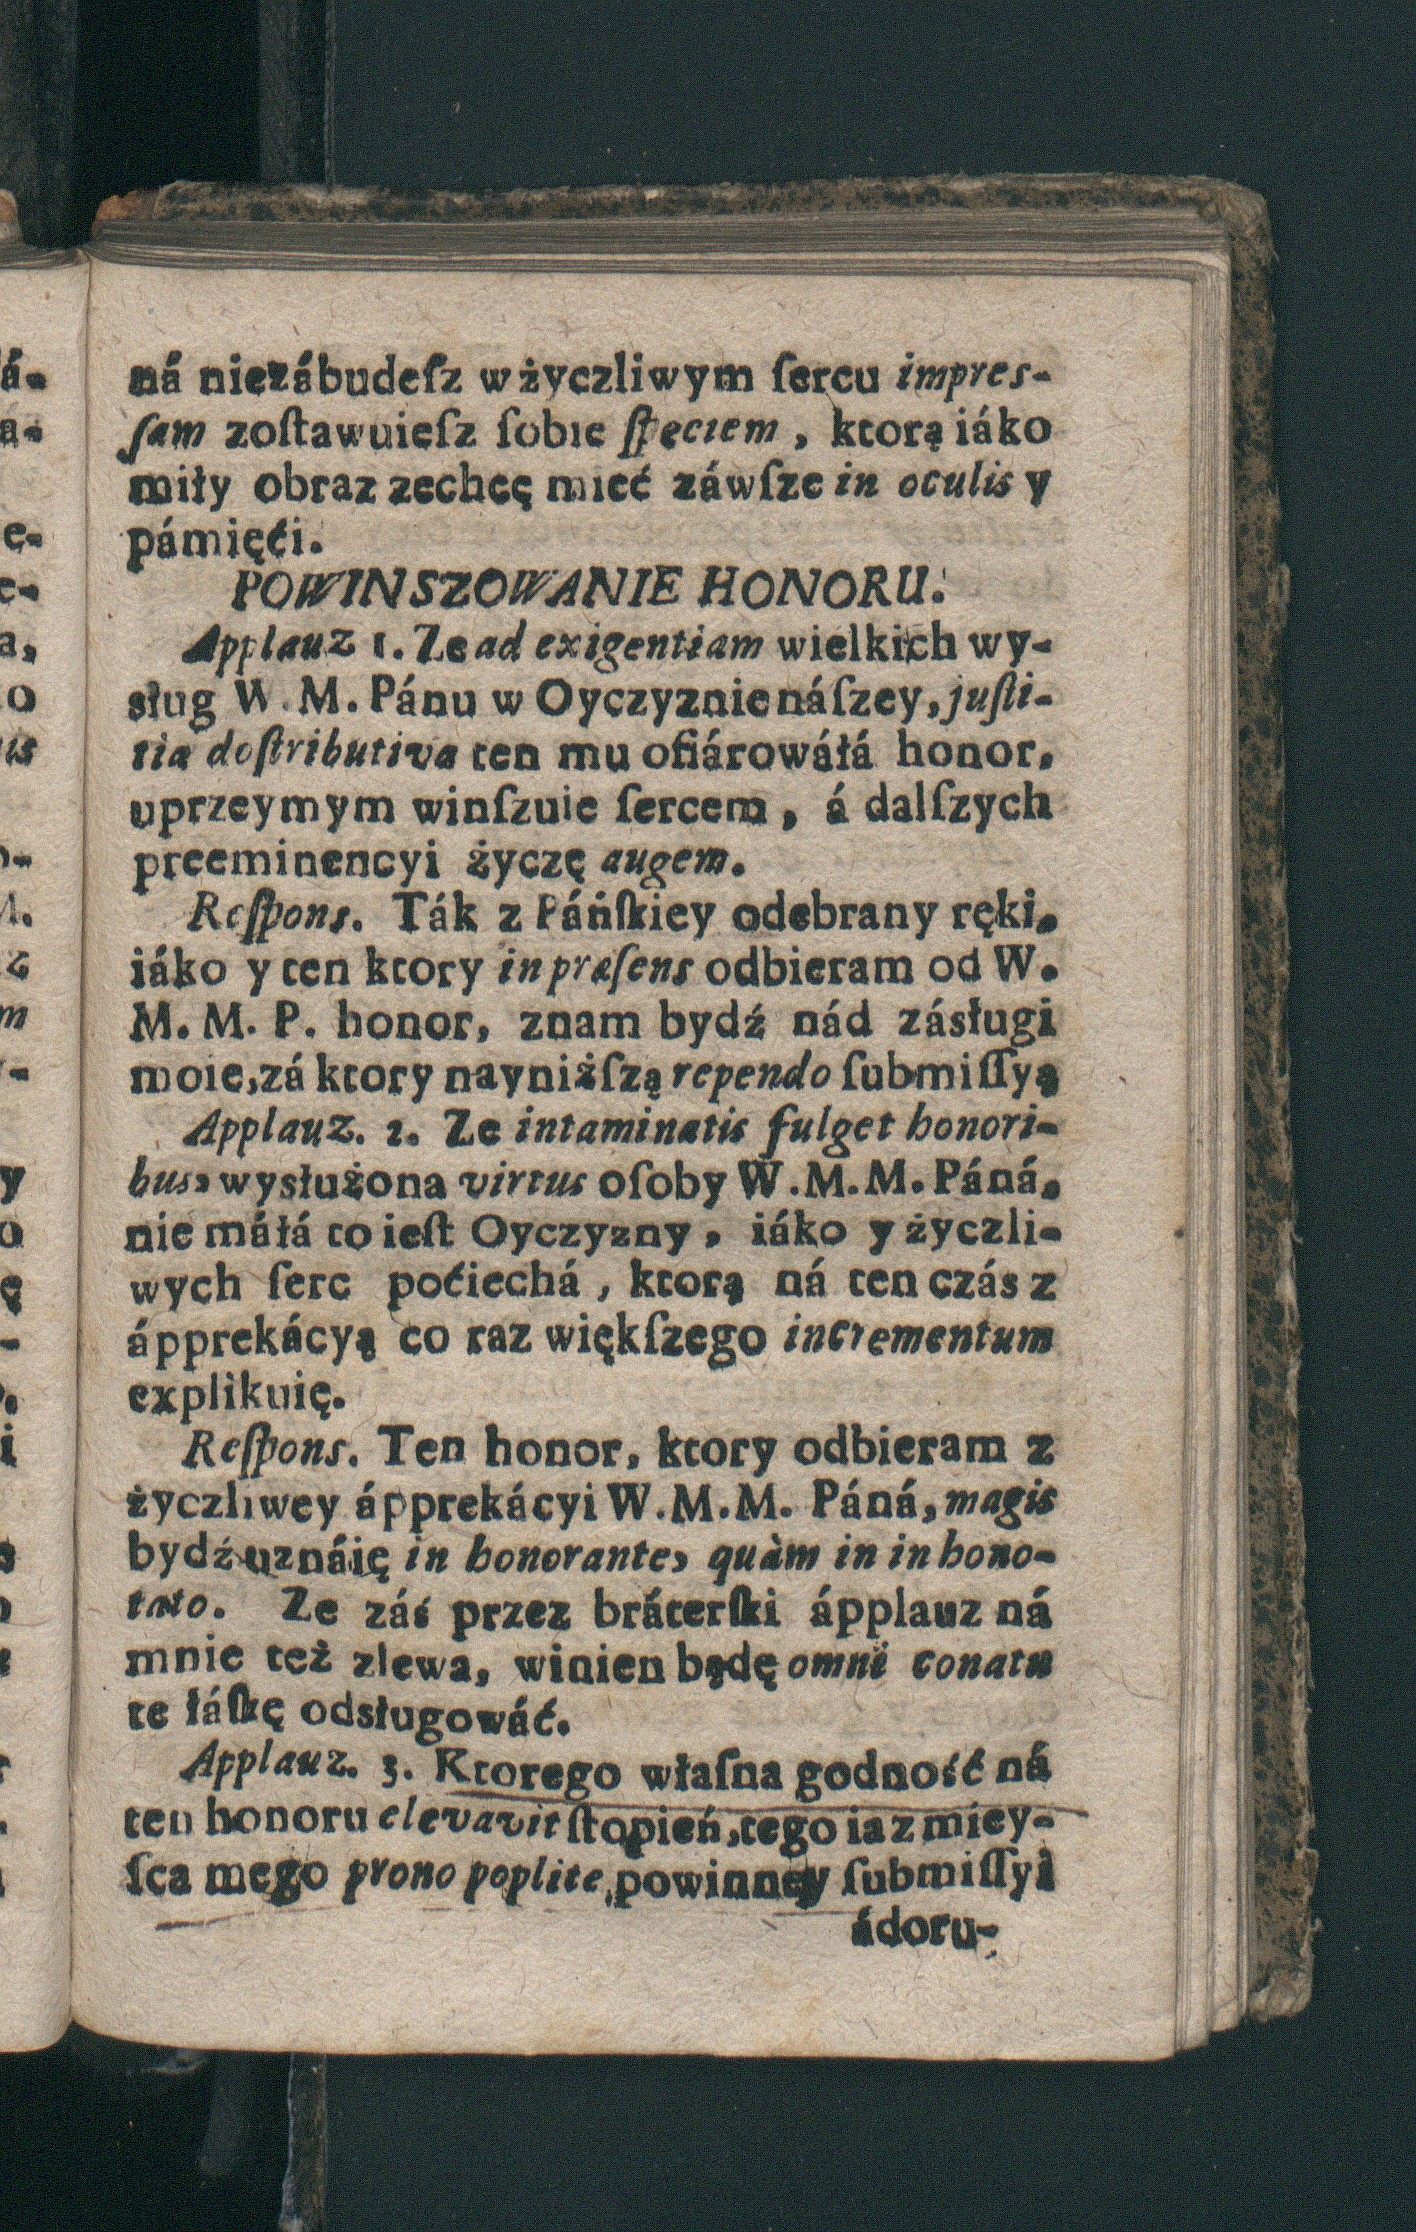 ná niezábudeſz w życzliwym ſercu impreſ-
ſam zoſtawuieſz ſobie ſpeciem, ktorą iáko
miły obraz zechcę mieć záwſze in oculis y
pámięći.
POWINSZOWANIE HONORU.
Applauz 1. Ze ad exigentiam wielkich wy-
sług W. M. Pánu w Oyczyznie náſzey, juſti-
tia doſtributiva ten mu ofiárowáłá honor,
uprzeymym winſzuie ſercem, á dalſzych
preeminencyi życzę augem.
Reſpons. Ták z Páńſkiey odebrany ręki,
iáko y ten ktory in præſens odbieram od W.
M. M. P. honor, znam bydź nád zásługi
moie, zá ktory nayniżſzą rependo ſubmiſſyą
Applauz. 2. Ze intaminatis fulget honori-
bus, wysłużona virtus oſoby W. M. M. Páná,
nie máłá to ieſt Oyczyzny, iáko y życzli-
wych ſerc poćiechá, ktorą ná ten czás z
ápprekácyą co raz więkſzego incrementum
explikuię.
Reſpons. Ten honor, ktory odbieram z
życzliwey ápprekácyi W. M. M. Páná, magis
bydź uznáię in honorante, quàm in in hono-
tato. Ze záś przez bráterſki ápplauz ná
mnie też zlewa, winien będę omni conatu
te łáſkę odsługowáć.
Applauz. 3. Ktorego właſna godność ná
ten honoru elevavit ſtopień, tego ia z miey-
ſca mego prono poplite, powinney ſubmiſſyi
ádoru-